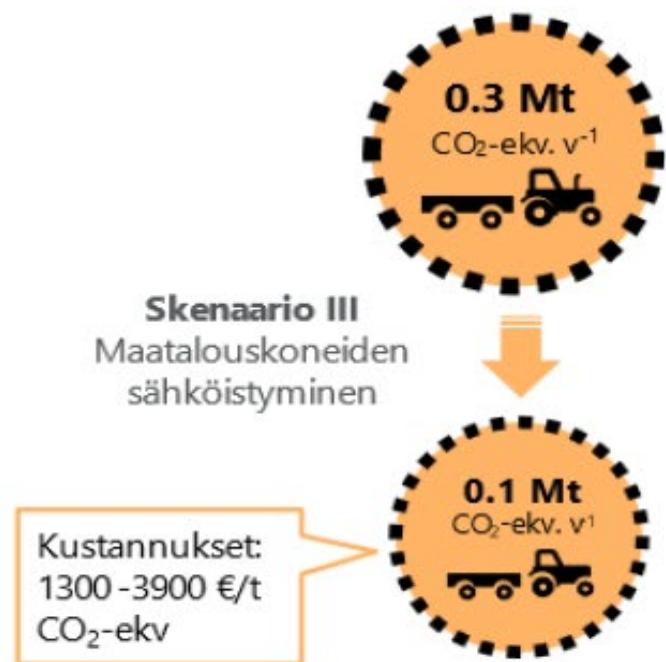 0.3 Mt
CO₂-ekv. v⁻¹
Skenaario III
Maatalouskoneiden
sähköistyminen
0.1 Mt
CO₂-ekv. v¹
Kustannukset:
1300 -3900 €/t
CO₂-ekv